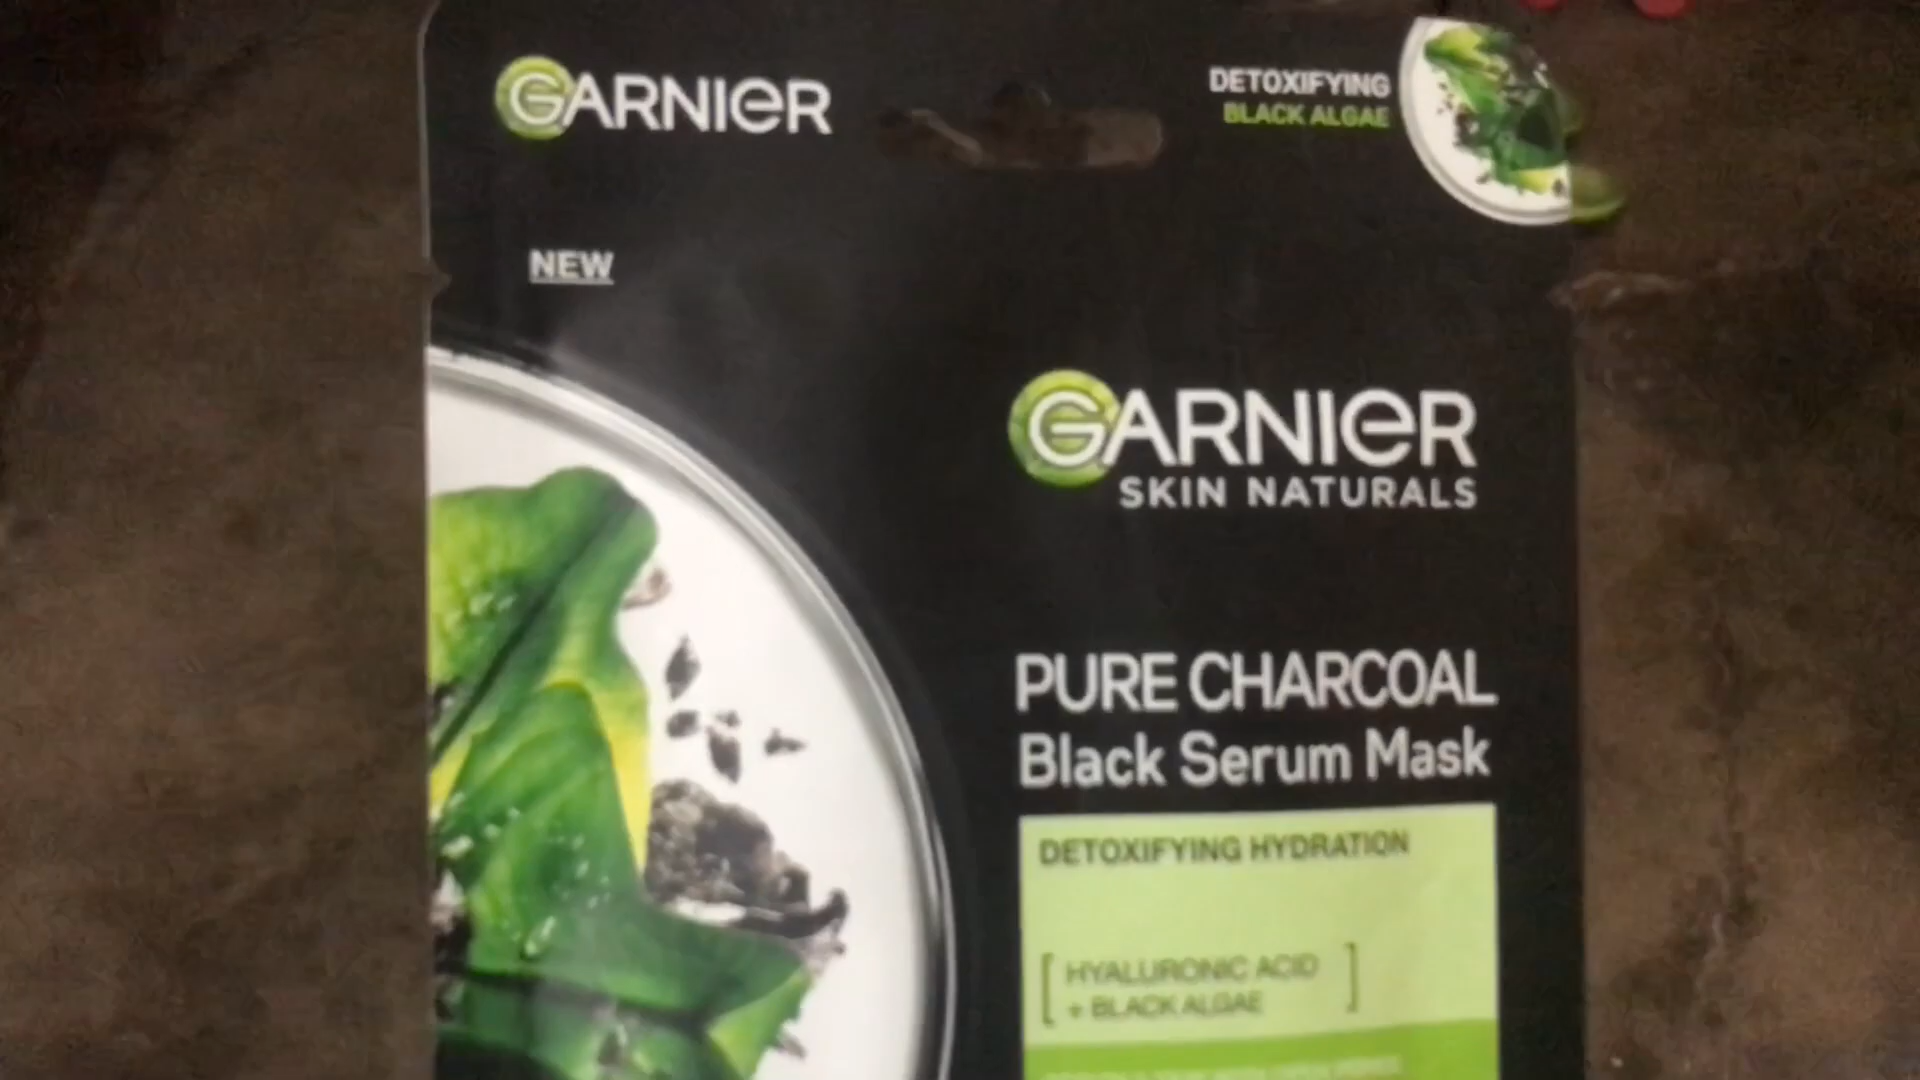 GARNIER
DETOXIFYING
BLACK ALGAE
NEW
GARNIER
SKIN NATURALS
PURE CHARCOAL
Black Serum Mask
DETOXIFYING HYDRATION
[ HYALURONIC ACID
+ BLACK ALGAE ]